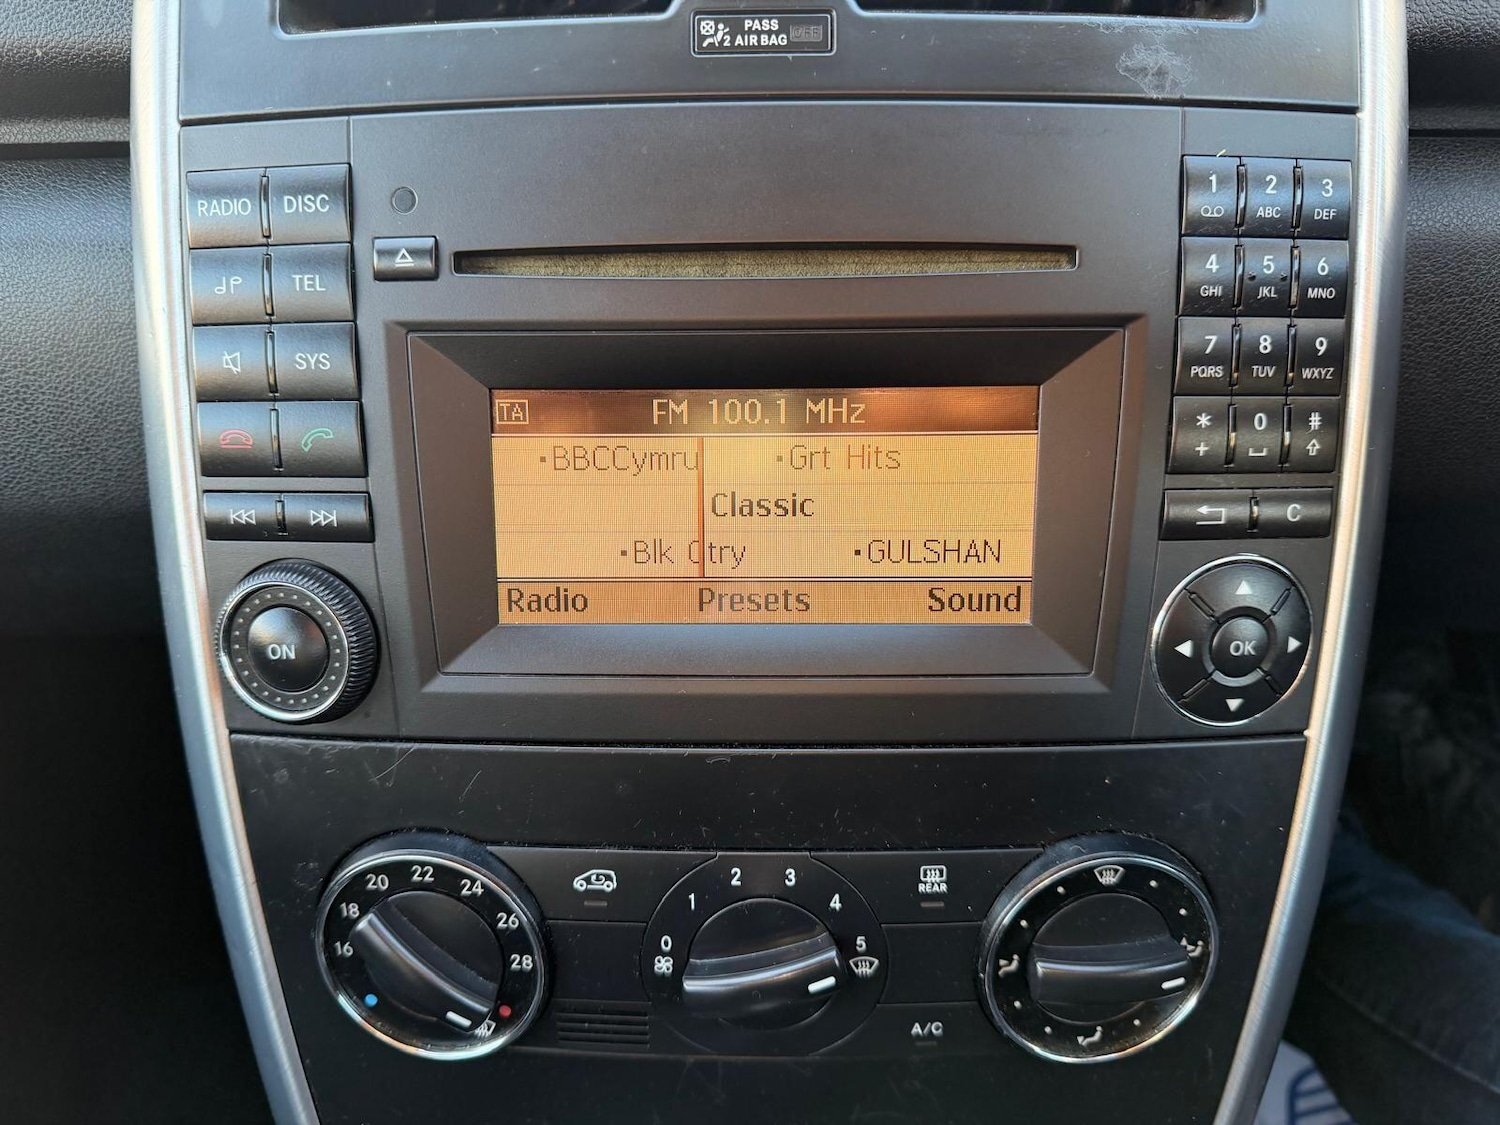 PASS
2 AIR BAG OFF
RADIO DISC
TEL
SYS
1
2 ABC
3 DEF
4 GHI
5 JKL
6 MNO
7 PQRS
8 TUV
9 WXYZ
* +
0
#
C
TA FM 100.1 MHz
·BBCCymru ·Grt Hits
Classic
·Blk Ctry ·GULSHAN
Radio Presets Sound
ON
OK
16 18 20 22 24 26 28
0 1 2 3 4 5
REAR
A/C